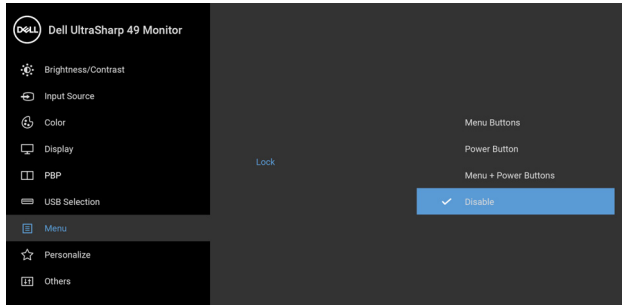 DELL Dell UltraSharp 49 Monitor
Brightness/Contrast
Input Source
Color
Display
PBP
USB Selection
Menu
Personalize
Others
Lock
Menu Buttons
Power Button
Menu + Power Buttons
Disable